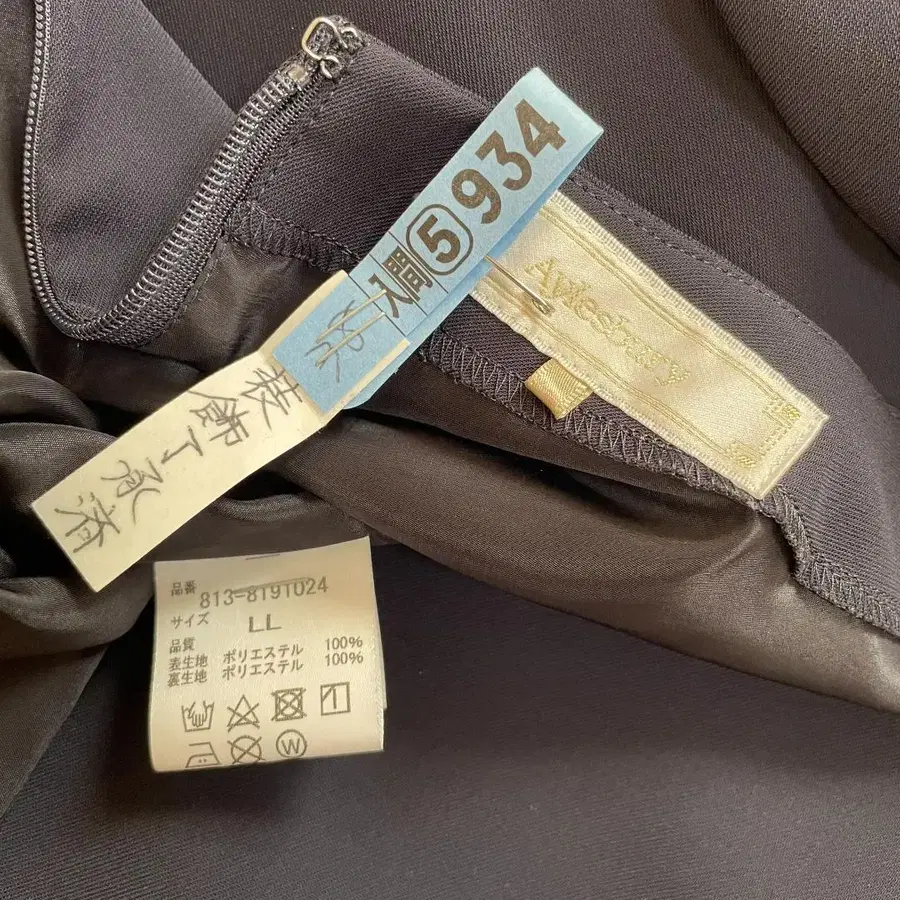 入間 ⑤ 934
Aylesbury
装飾了承済
品番
813-8191024
サイズ LL
品質
表生地 ポリエステル 100%
裏生地 ポリエステル 100%
W